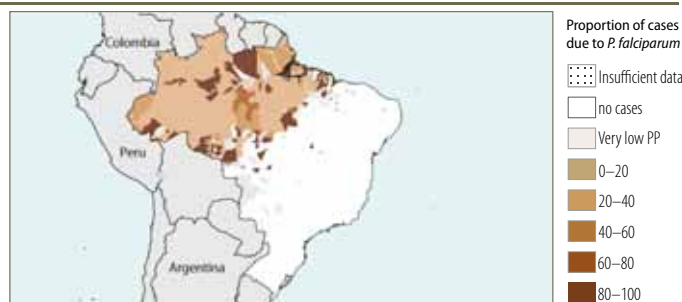 Proportion of cases
due to P. falciparum
Insufficient data
no cases
Very low PP
0–20
20–40
40–60
60–80
80–100
Colombia
Peru
Argentina